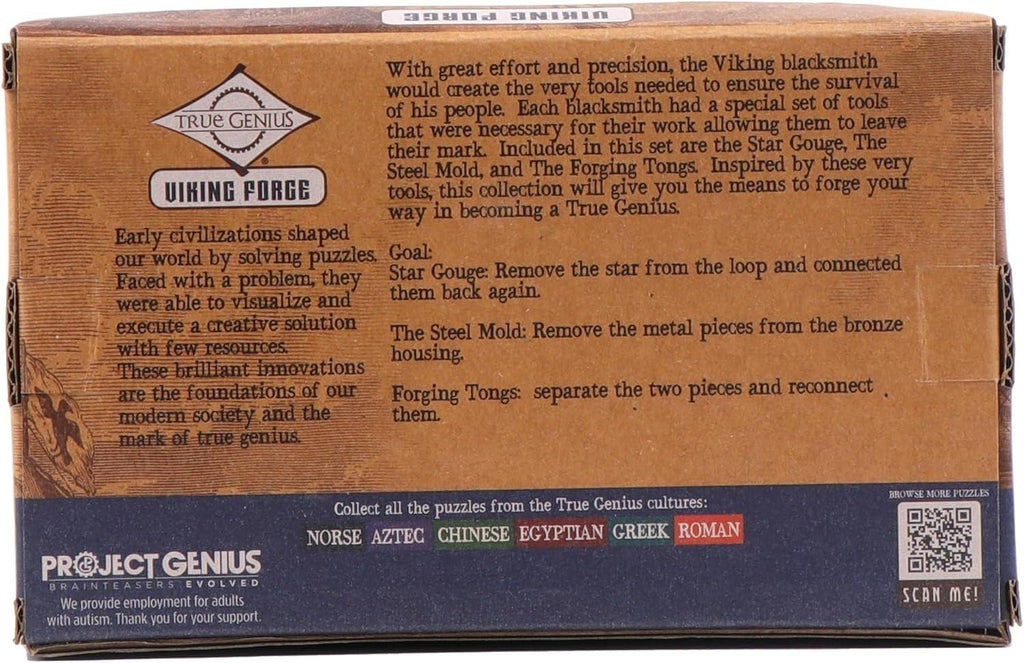 VIKING FORGE
TRUE GENIUS
®
VIKING FORGE
Early civilizations shaped
our world by solving puzzles.
Faced with a problem, they
were able to visualize and
execute a creative solution
with few resources.
These brilliant innovations
are the foundations of our
modern society and the
mark of true genius.
With great effort and precision, the Viking blacksmith
would create the very tools needed to ensure the survival
of his people. Each blacksmith had a special set of tools
that were necessary for their work allowing them to leave
their mark. Included in this set are the Star Gouge, The
Steel Mold, and The Forging Tongs. Inspired by these very
tools, this collection will give you the means to forge your
way in becoming a True Genius.
Goal:
Star Gouge: Remove the star from the loop and connected
them back again.
The Steel Mold: Remove the metal pieces from the bronze
housing.
Forging Tongs: separate the two pieces and reconnect
them.
Collect all the puzzles from the True Genius cultures:
NORSE AZTEC CHINESE EGYPTIAN GREEK ROMAN
PROJECT GENIUS
BRAINTEASERS EVOLVED
We provide employment for adults
with autism. Thank you for your support.
BROWSE MORE PUZZLES
SCAN ME!